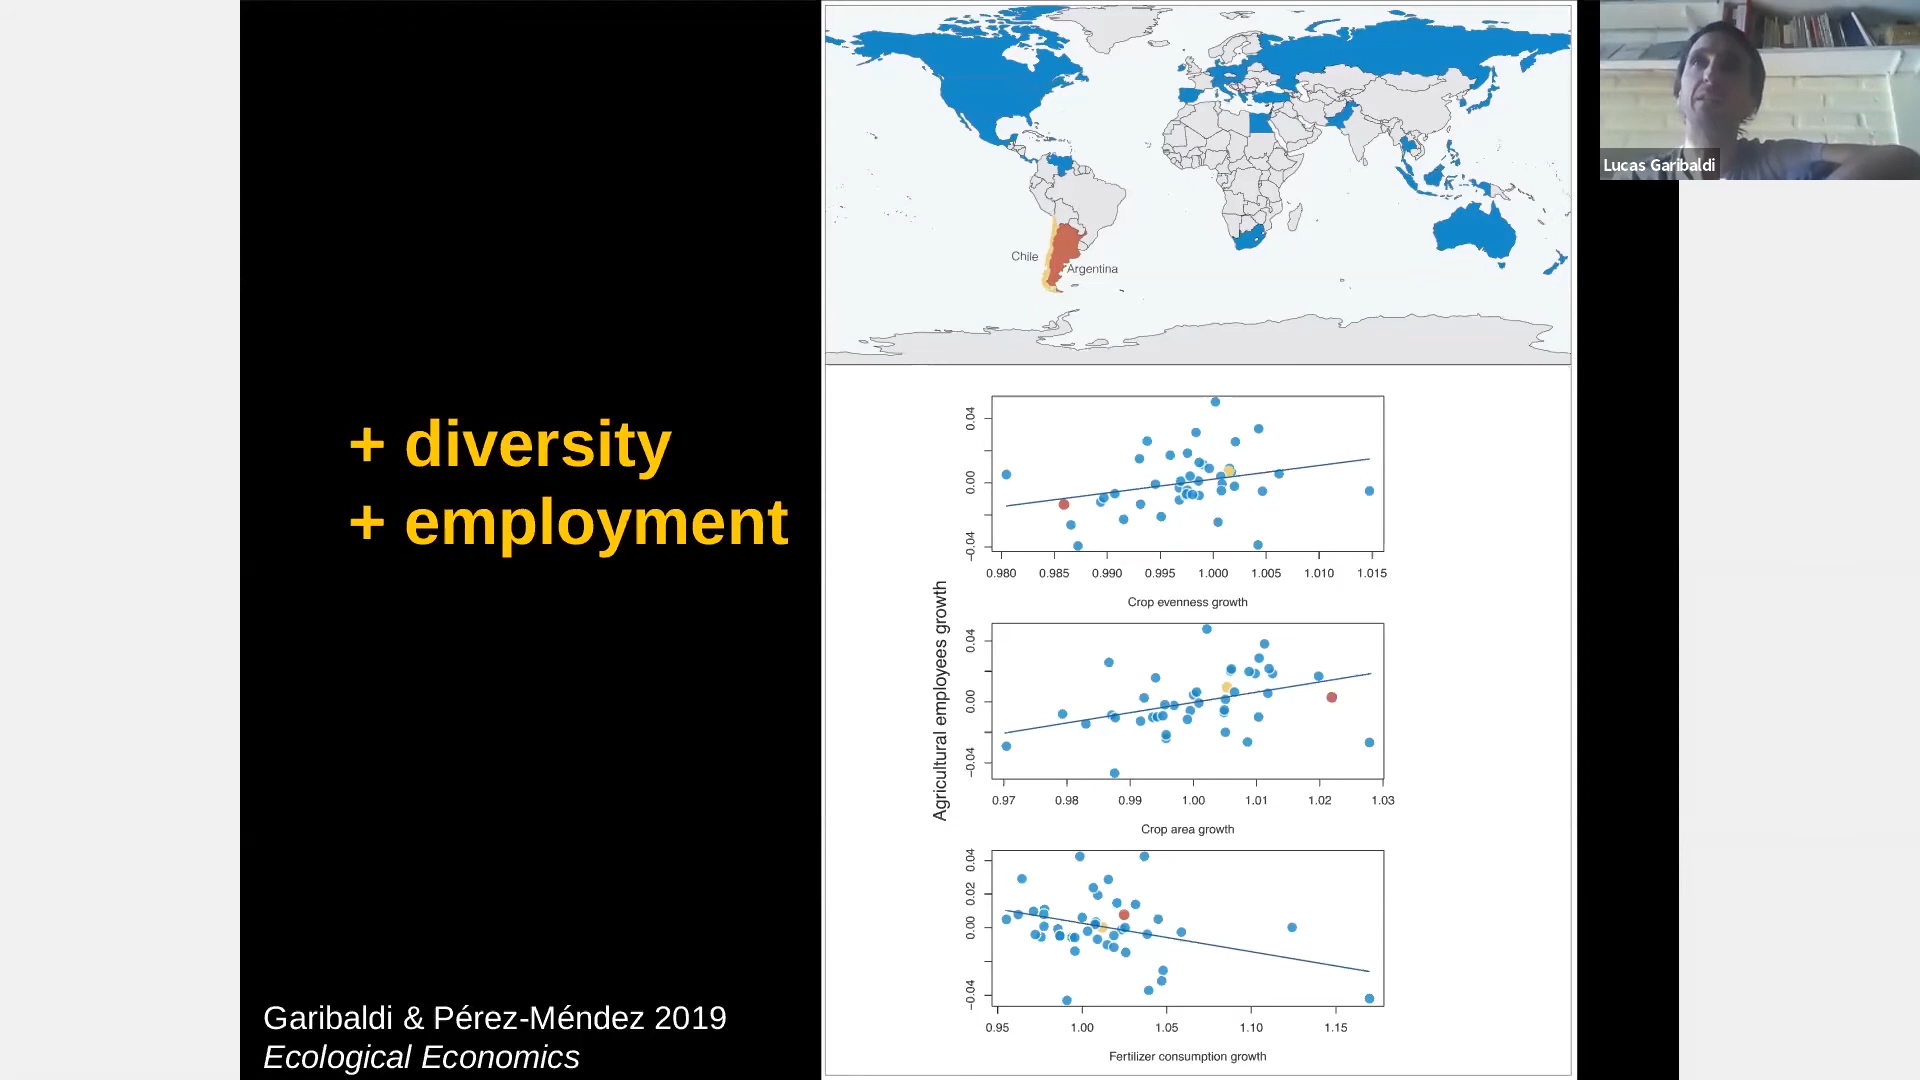 Lucas Garibaldi
Chile
Argentina
+ diversity
+ employment
Agricultural employees growth
0.04
0.00
-0.04
0.980 0.985 0.990 0.995 1.000 1.005 1.010 1.015
Crop evenness growth
0.04
0.00
-0.04
0.97 0.98 0.99 1.00 1.01 1.02 1.03
Crop area growth
0.04
0.02
0.00
-0.04
0.95 1.00 1.05 1.10 1.15
Fertilizer consumption growth
Garibaldi & Pérez-Méndez 2019
Ecological Economics